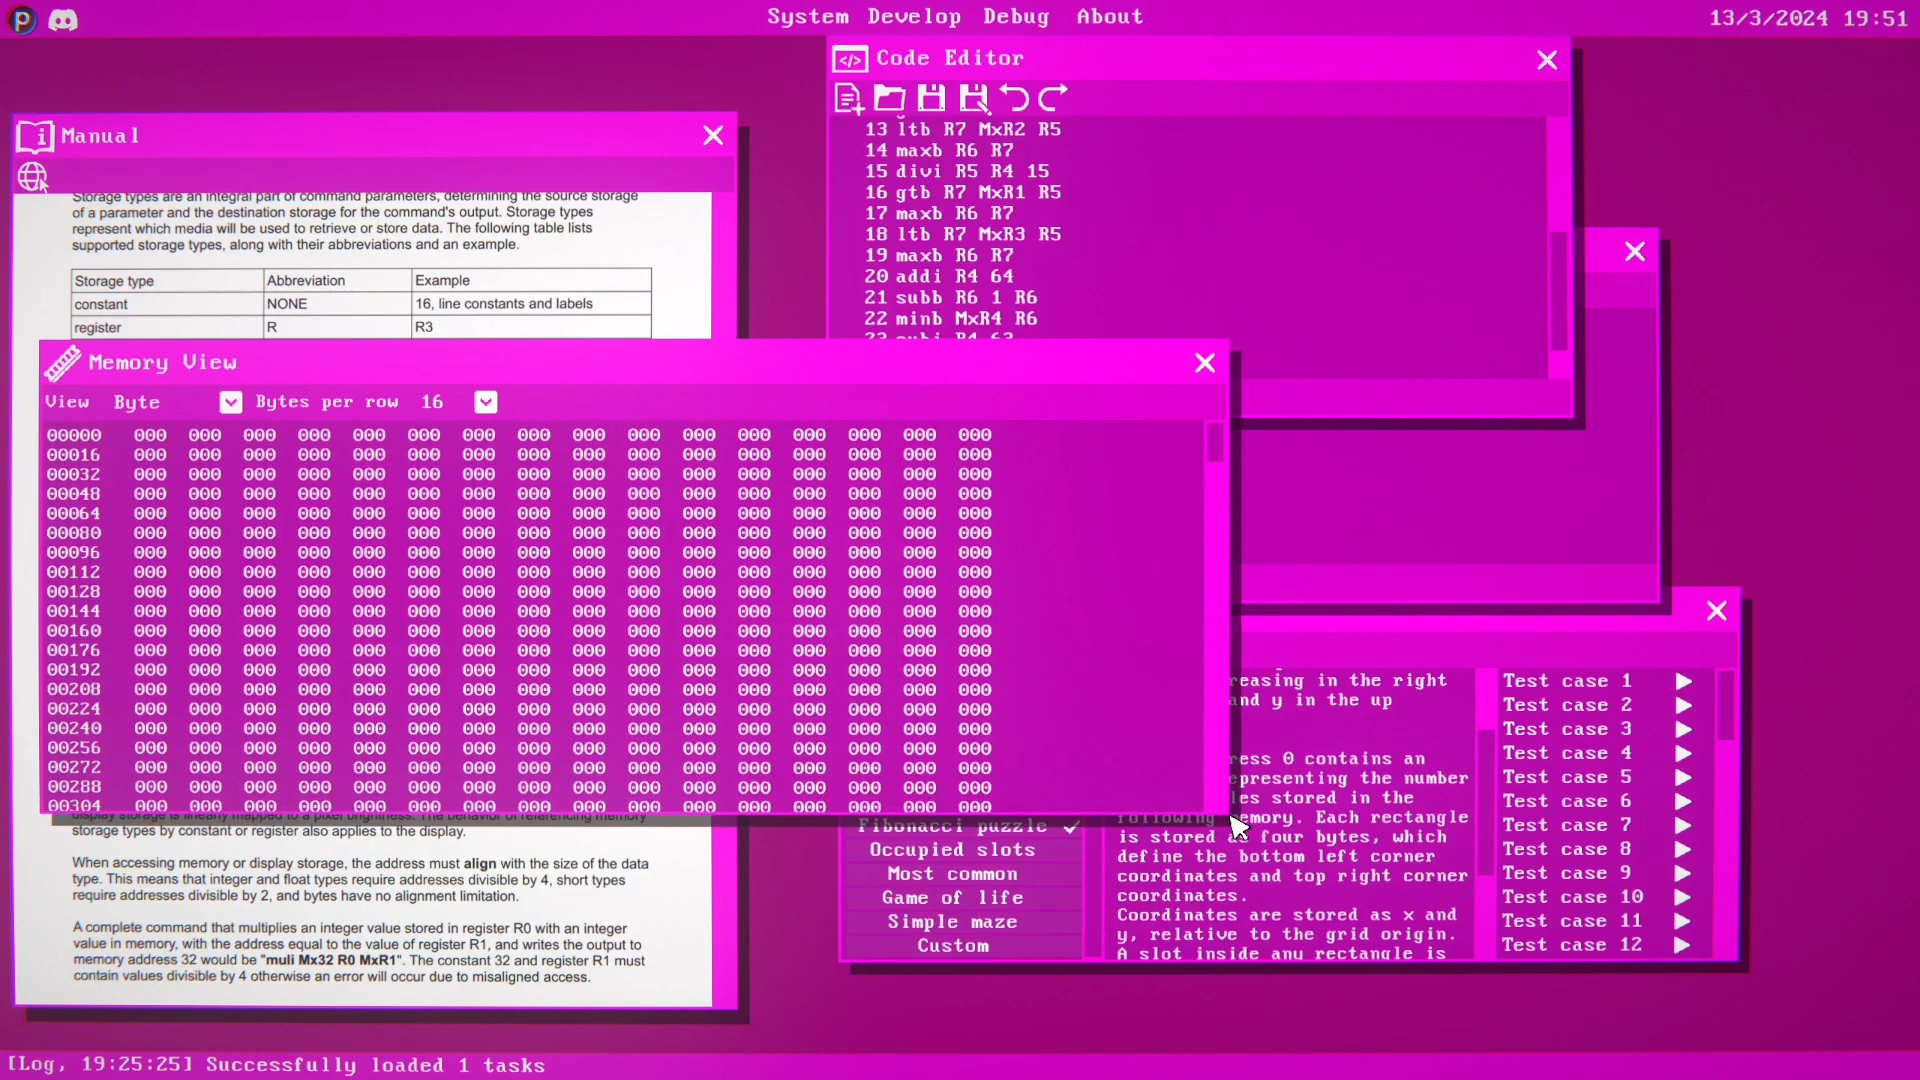 System Develop Debug About
13/3/2024 19:51
Manual
Storage types are an integral part of command parameters, determining the source storage
of a parameter and the destination storage for the command's output. Storage types
represent which media will be used to retrieve or store data. The following table lists
supported storage types, along with their abbreviations and an example.
Storage type Abbreviation Example
constant NONE 16, line constants and labels
register R R3
Code Editor
13 ltb R7 MxR2 R5
14 maxb R6 R7
15 divi R5 R4 15
16 gtb R7 MxR1 R5
17 maxb R6 R7
18 ltb R7 MxR3 R5
19 maxb R6 R7
20 addi R4 64
21 subb R6 1 R6
22 minb MxR4 R6
Memory View
View Byte Bytes per row 16
00000 000 000 000 000 000 000 000 000 000 000 000 000 000 000 000 000
00016 000 000 000 000 000 000 000 000 000 000 000 000 000 000 000 000
00032 000 000 000 000 000 000 000 000 000 000 000 000 000 000 000 000
00048 000 000 000 000 000 000 000 000 000 000 000 000 000 000 000 000
00064 000 000 000 000 000 000 000 000 000 000 000 000 000 000 000 000
00080 000 000 000 000 000 000 000 000 000 000 000 000 000 000 000 000
00096 000 000 000 000 000 000 000 000 000 000 000 000 000 000 000 000
00112 000 000 000 000 000 000 000 000 000 000 000 000 000 000 000 000
00128 000 000 000 000 000 000 000 000 000 000 000 000 000 000 000 000
00144 000 000 000 000 000 000 000 000 000 000 000 000 000 000 000 000
00160 000 000 000 000 000 000 000 000 000 000 000 000 000 000 000 000
00176 000 000 000 000 000 000 000 000 000 000 000 000 000 000 000 000
00192 000 000 000 000 000 000 000 000 000 000 000 000 000 000 000 000
00208 000 000 000 000 000 000 000 000 000 000 000 000 000 000 000 000
00224 000 000 000 000 000 000 000 000 000 000 000 000 000 000 000 000
00240 000 000 000 000 000 000 000 000 000 000 000 000 000 000 000 000
00256 000 000 000 000 000 000 000 000 000 000 000 000 000 000 000 000
00272 000 000 000 000 000 000 000 000 000 000 000 000 000 000 000 000
00288 000 000 000 000 000 000 000 000 000 000 000 000 000 000 000 000
00304 000 000 000 000 000 000 000 000 000 000 000 000 000 000 000 000
display storage is linearly mapped to a pixel brightness. The behavior of referencing memory
storage types by constant or register also applies to the display.
When accessing memory or display storage, the address must align with the size of the data
type. This means that integer and float types require addresses divisible by 4, short types
require addresses divisible by 2, and bytes have no alignment limitation.
A complete command that multiplies an integer value stored in register R0 with an integer
value in memory, with the address equal to the value of register R1, and writes the output to
memory address 32 would be "muli Mx32 R0 MxR1". The constant 32 and register R1 must
contain values divisible by 4 otherwise an error will occur due to misaligned access.
Fibonacci puzzle
Occupied slots
Most common
Game of life
Simple maze
Custom
reasing in the right
and y in the up
ress 0 contains an
epresenting the number
les stored in the
following memory. Each rectangle
is stored as four bytes, which
define the bottom left corner
coordinates and top right corner
coordinates.
Coordinates are stored as x and
y, relative to the grid origin.
A slot inside any rectangle is
Test case 1
Test case 2
Test case 3
Test case 4
Test case 5
Test case 6
Test case 7
Test case 8
Test case 9
Test case 10
Test case 11
Test case 12
[Log, 19:25:25] Successfully loaded 1 tasks